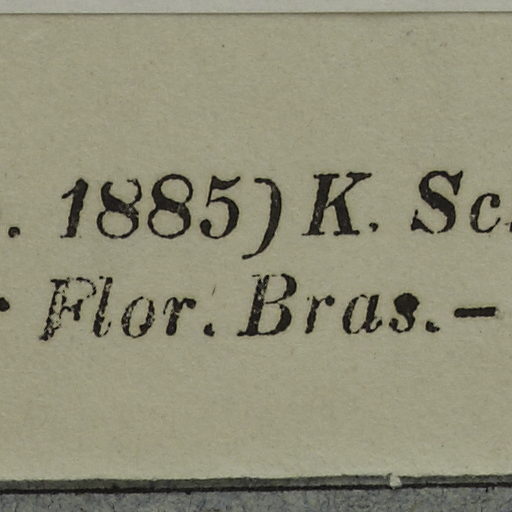 . 1885) K. Sc
Flor. Bras.–